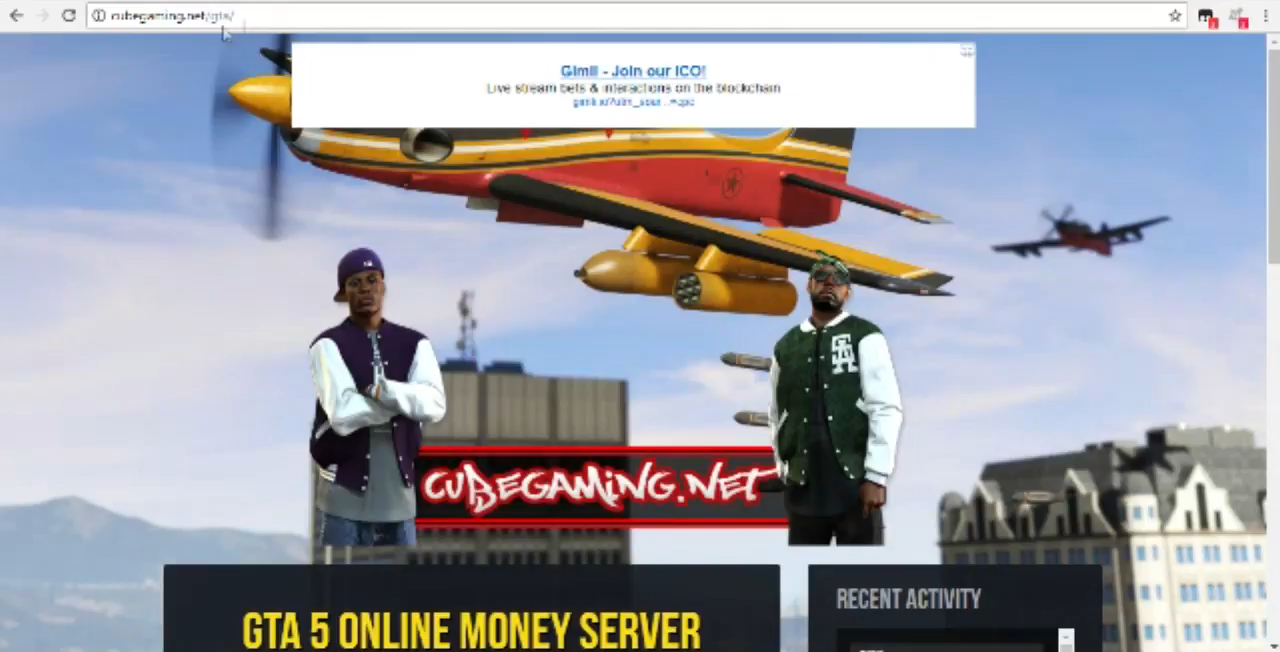 cubegaming.net/gta/
Gimli - Join our ICO!
Live stream bets & interactions on the blockchain
CUBEGAMING.NET
GTA 5 ONLINE MONEY SERVER
RECENT ACTIVITY